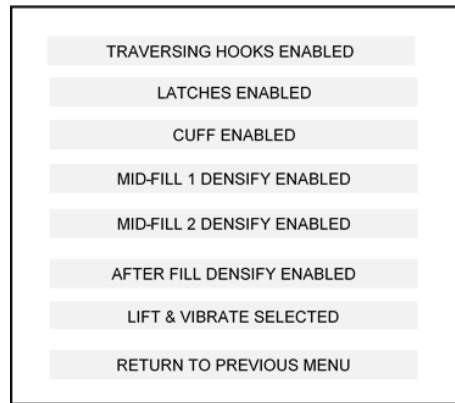 TRAVERSING HOOKS ENABLED
LATCHES ENABLED
CUFF ENABLED
MID-FILL 1 DENSIFY ENABLED
MID-FILL 2 DENSIFY ENABLED
AFTER FILL DENSIFY ENABLED
LIFT & VIBRATE SELECTED
RETURN TO PREVIOUS MENU